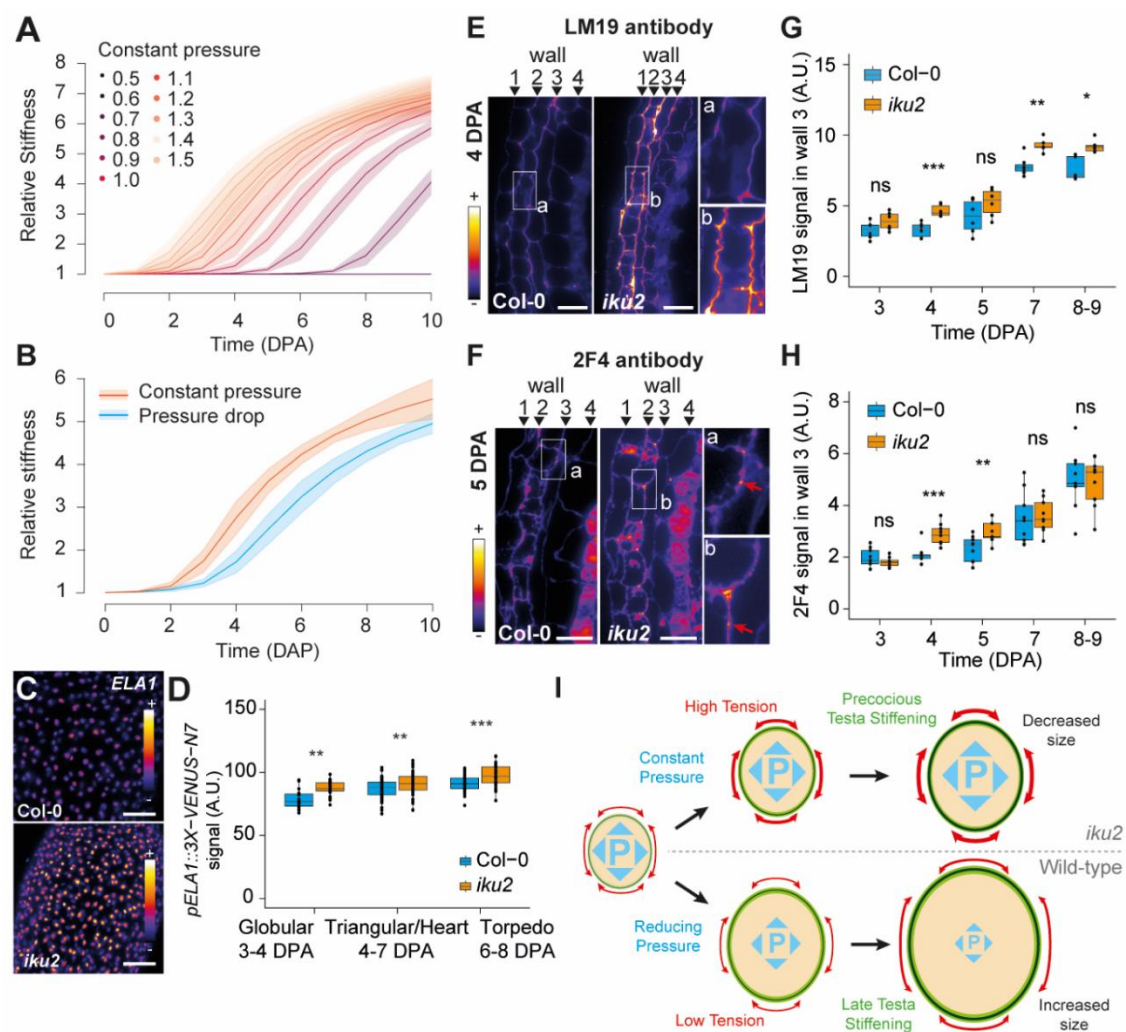 A
Constant pressure
0.5
0.6
0.7
0.8
0.9
1.0
1.1
1.2
1.3
1.4
1.5
Relative Stiffness
8
7
6
5
4
3
2
1
0 2 4 6 8 10
Time (DPA)
B
Constant pressure
Pressure drop
Relative stiffness
6
5
4
3
2
1
0 2 4 6 8 10
Time (DAP)
C
ELA1
+
-
Col-0
+
-
iku2
D
pELA1::3X-VENUS-N7
signal (A.U.)
150
100
50
0
** ** ***
Col-0
iku2
Globular Triangular/Heart Torpedo
3-4 DPA 4-7 DPA 6-8 DPA
E
LM19 antibody
wall wall
1 2 3 4 1 2 3 4
4 DPA
+
-
a
b
a
b
Col-0
iku2
F
2F4 antibody
wall wall
1 2 3 4 1 2 3 4
5 DPA
+
-
a
b
a
b
Col-0
iku2
G
LM19 signal in wall 3 (A.U.)
15
10
5
0
Col-0
iku2
ns *** ns ** *
3 4 5 7 8-9
Time (DPA)
H
2F4 signal in wall 3 (A.U.)
8
6
4
2
0
Col-0
iku2
ns *** ** ns ns
3 4 5 7 8-9
Time (DPA)
I
High Tension
Constant
Pressure
P
P
Precocious
Testa Stiffening
P
Decreased
size
iku2
Wild-type
Reducing
Pressure
P
Low Tension
P
Late Testa
Stiffening
Increased
size